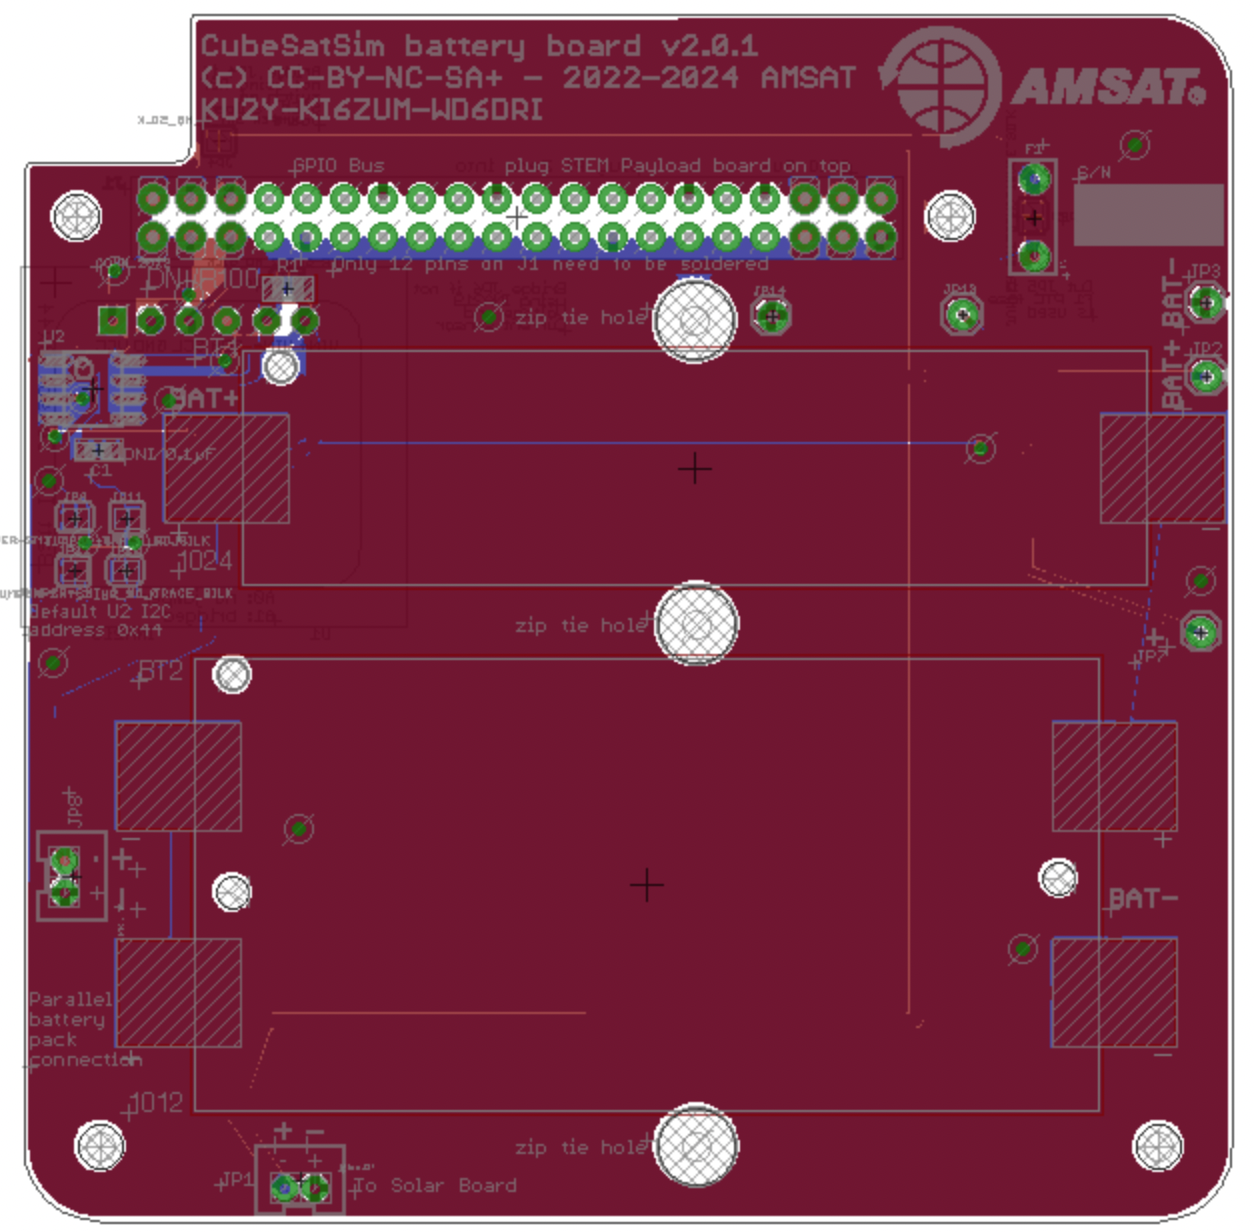 CubeSatSim battery board v2.0.1
(c) CC-BY-NC-SA+ - 2022-2024 AMSAT
KU2Y-KI6ZUM-WD6DRI
AMSAT®
GPIO Bus
plug STEM Payload board on top
F1
S/N
Only 12 pins on J1 need to be soldered
R1
JP14
JP13
BAT-
JP3
zip tie hole
U2
BT1
BAT+
BAT+
JP2
DNI/0.1uF
C1
JP11
1024
Default U2 I2C
address 0x44
zip tie hole
BT2
JP7
JP8
BAT-
Parallel
battery
pack
connection
1012
zip tie hole
JP1
To Solar Board